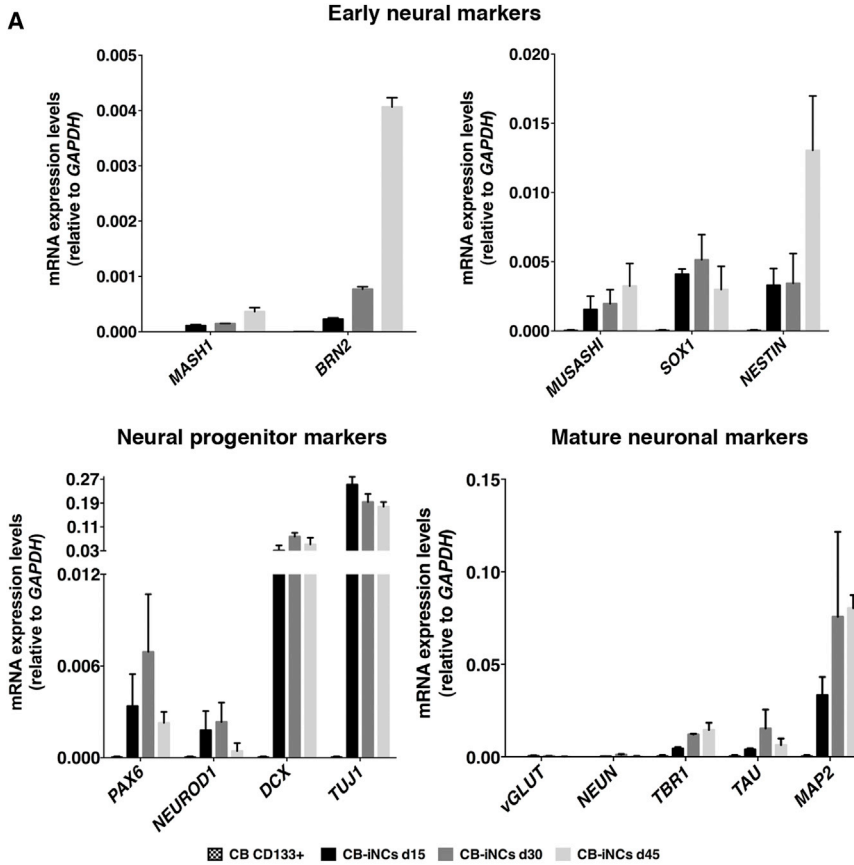 A
Early neural markers
mRNA expression levels
(relative to GAPDH)
0.005
0.004
0.003
0.002
0.001
0.000
MASH1
BRN2
mRNA expression levels
(relative to GAPDH)
0.020
0.015
0.010
0.005
0.000
MUSASHI
SOX1
NESTIN
Neural progenitor markers
mRNA expression levels
(relative to GAPDH)
0.27
0.19
0.11
0.03
0.012
0.006
0.000
PAX6
NEUROD1
DCX
TUJ1
Mature neuronal markers
mRNA expression levels
(relative to GAPDH)
0.15
0.10
0.05
0.00
vGLUT
NEUN
TBR1
TAU
MAP2
CB CD133+ CB-iNCs d15 CB-iNCs d30 CB-iNCs d45